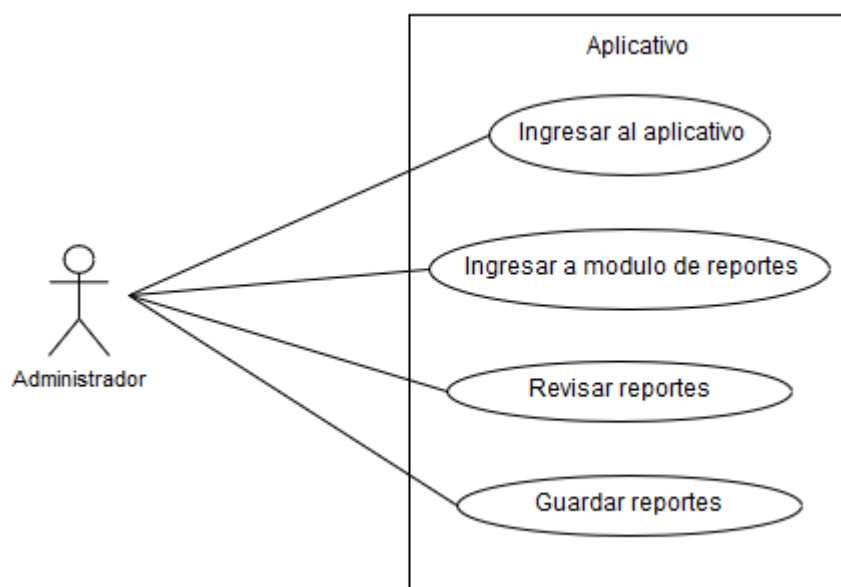 Aplicativo
Ingresar al aplicativo
Ingresar a modulo de reportes
Revisar reportes
Administrador
Guardar reportes